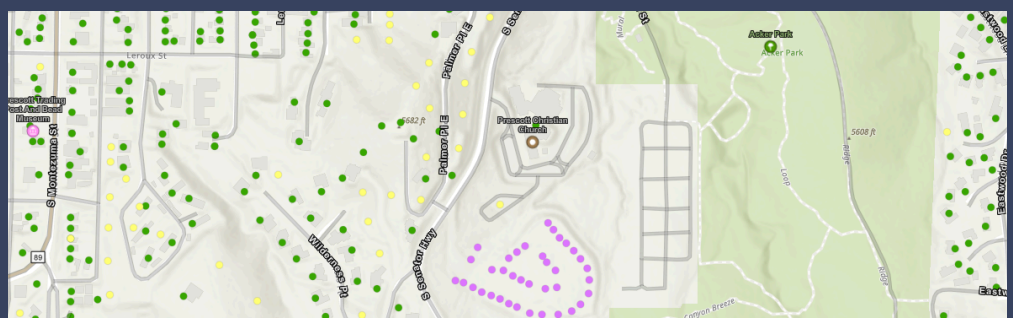 Leroux St
Palmer Pl E
Palmer Pl E
Acker Park
Acker Park
rescott Trading
Post And Bead
Museum
5682 ft
Prescott Christian
Church
5608 ft
S Montezuma St
Ridge
Loop
Eastwood Dr
89
Wilderness Pt
S Senator Hwy
Ridge
Canyon Breeze
Eastw